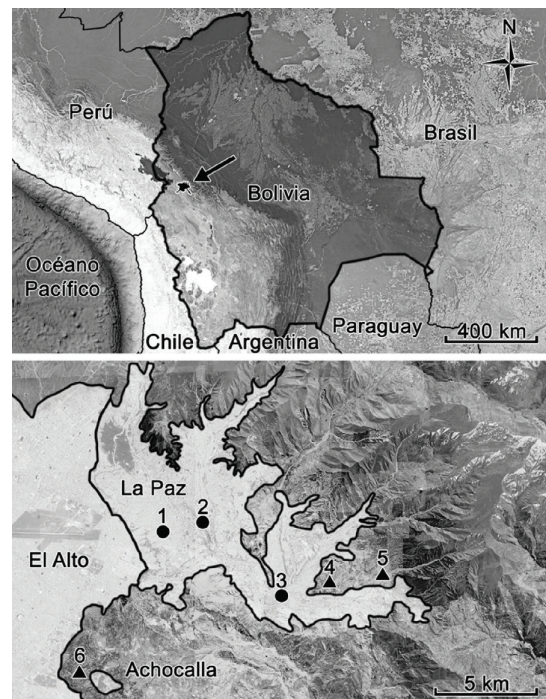 N
Perú
Brasil
Bolivia
Océano
Pacífico
Paraguay
400 km
Chile
Argentina
La Paz
2
1
El Alto
5
4
3
6
Achocalla
5 km